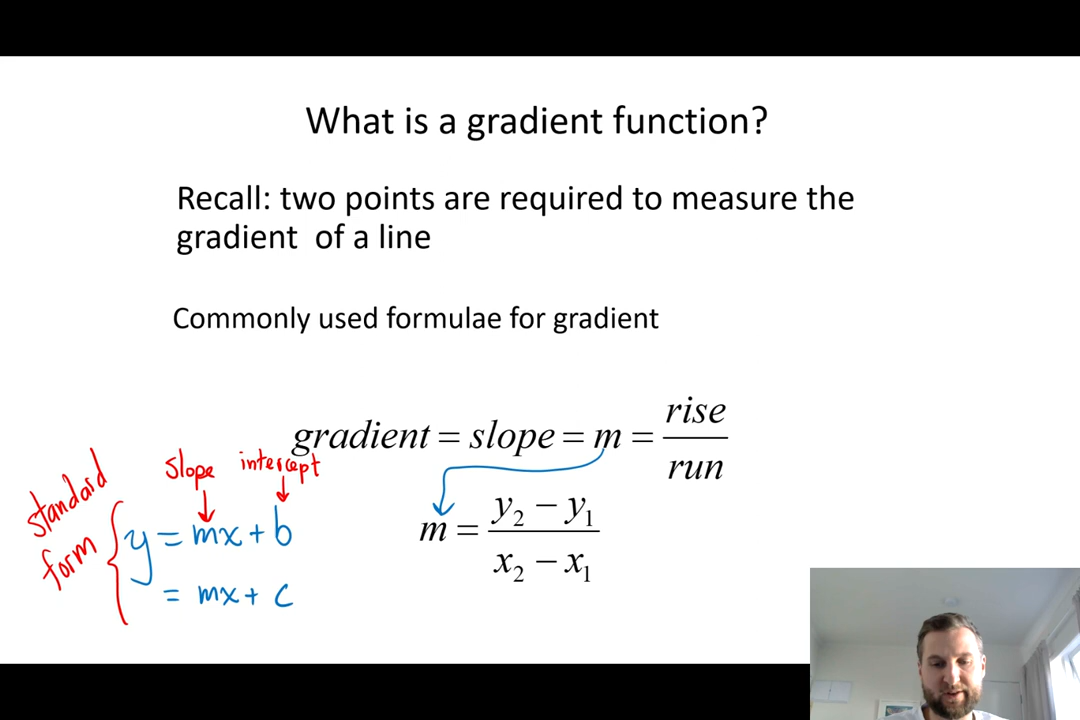 What is a gradient function?
Recall: two points are required to measure the
gradient of a line
Commonly used formulae for gradient
gradient = slope = m = rise / run
m = y₂ − y₁ / x₂ − x₁
standard
form
slope intercept
y = mx + b
= mx + c